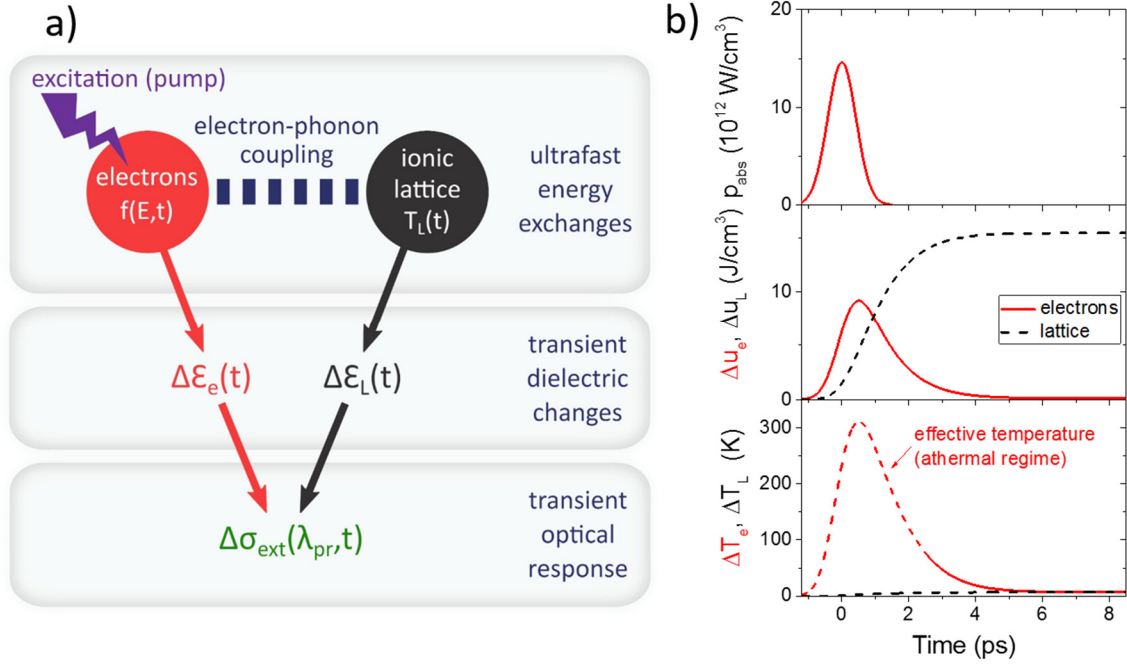 a)
excitation (pump)
electrons
f(E,t)
electron-phonon
coupling
ionic
lattice
T_L(t)
ultrafast
energy
exchanges
Δε_e(t)
Δε_L(t)
transient
dielectric
changes
Δσ_ext(λ_pr,t)
transient
optical
response
b)
p_abs (10^12 W/cm^3)
20
10
0
Δu_e, Δu_L (J/cm^3)
10
0
electrons
lattice
ΔT_e, ΔT_L (K)
300
200
100
0
effective temperature
(athermal regime)
0 2 4 6 8
Time (ps)